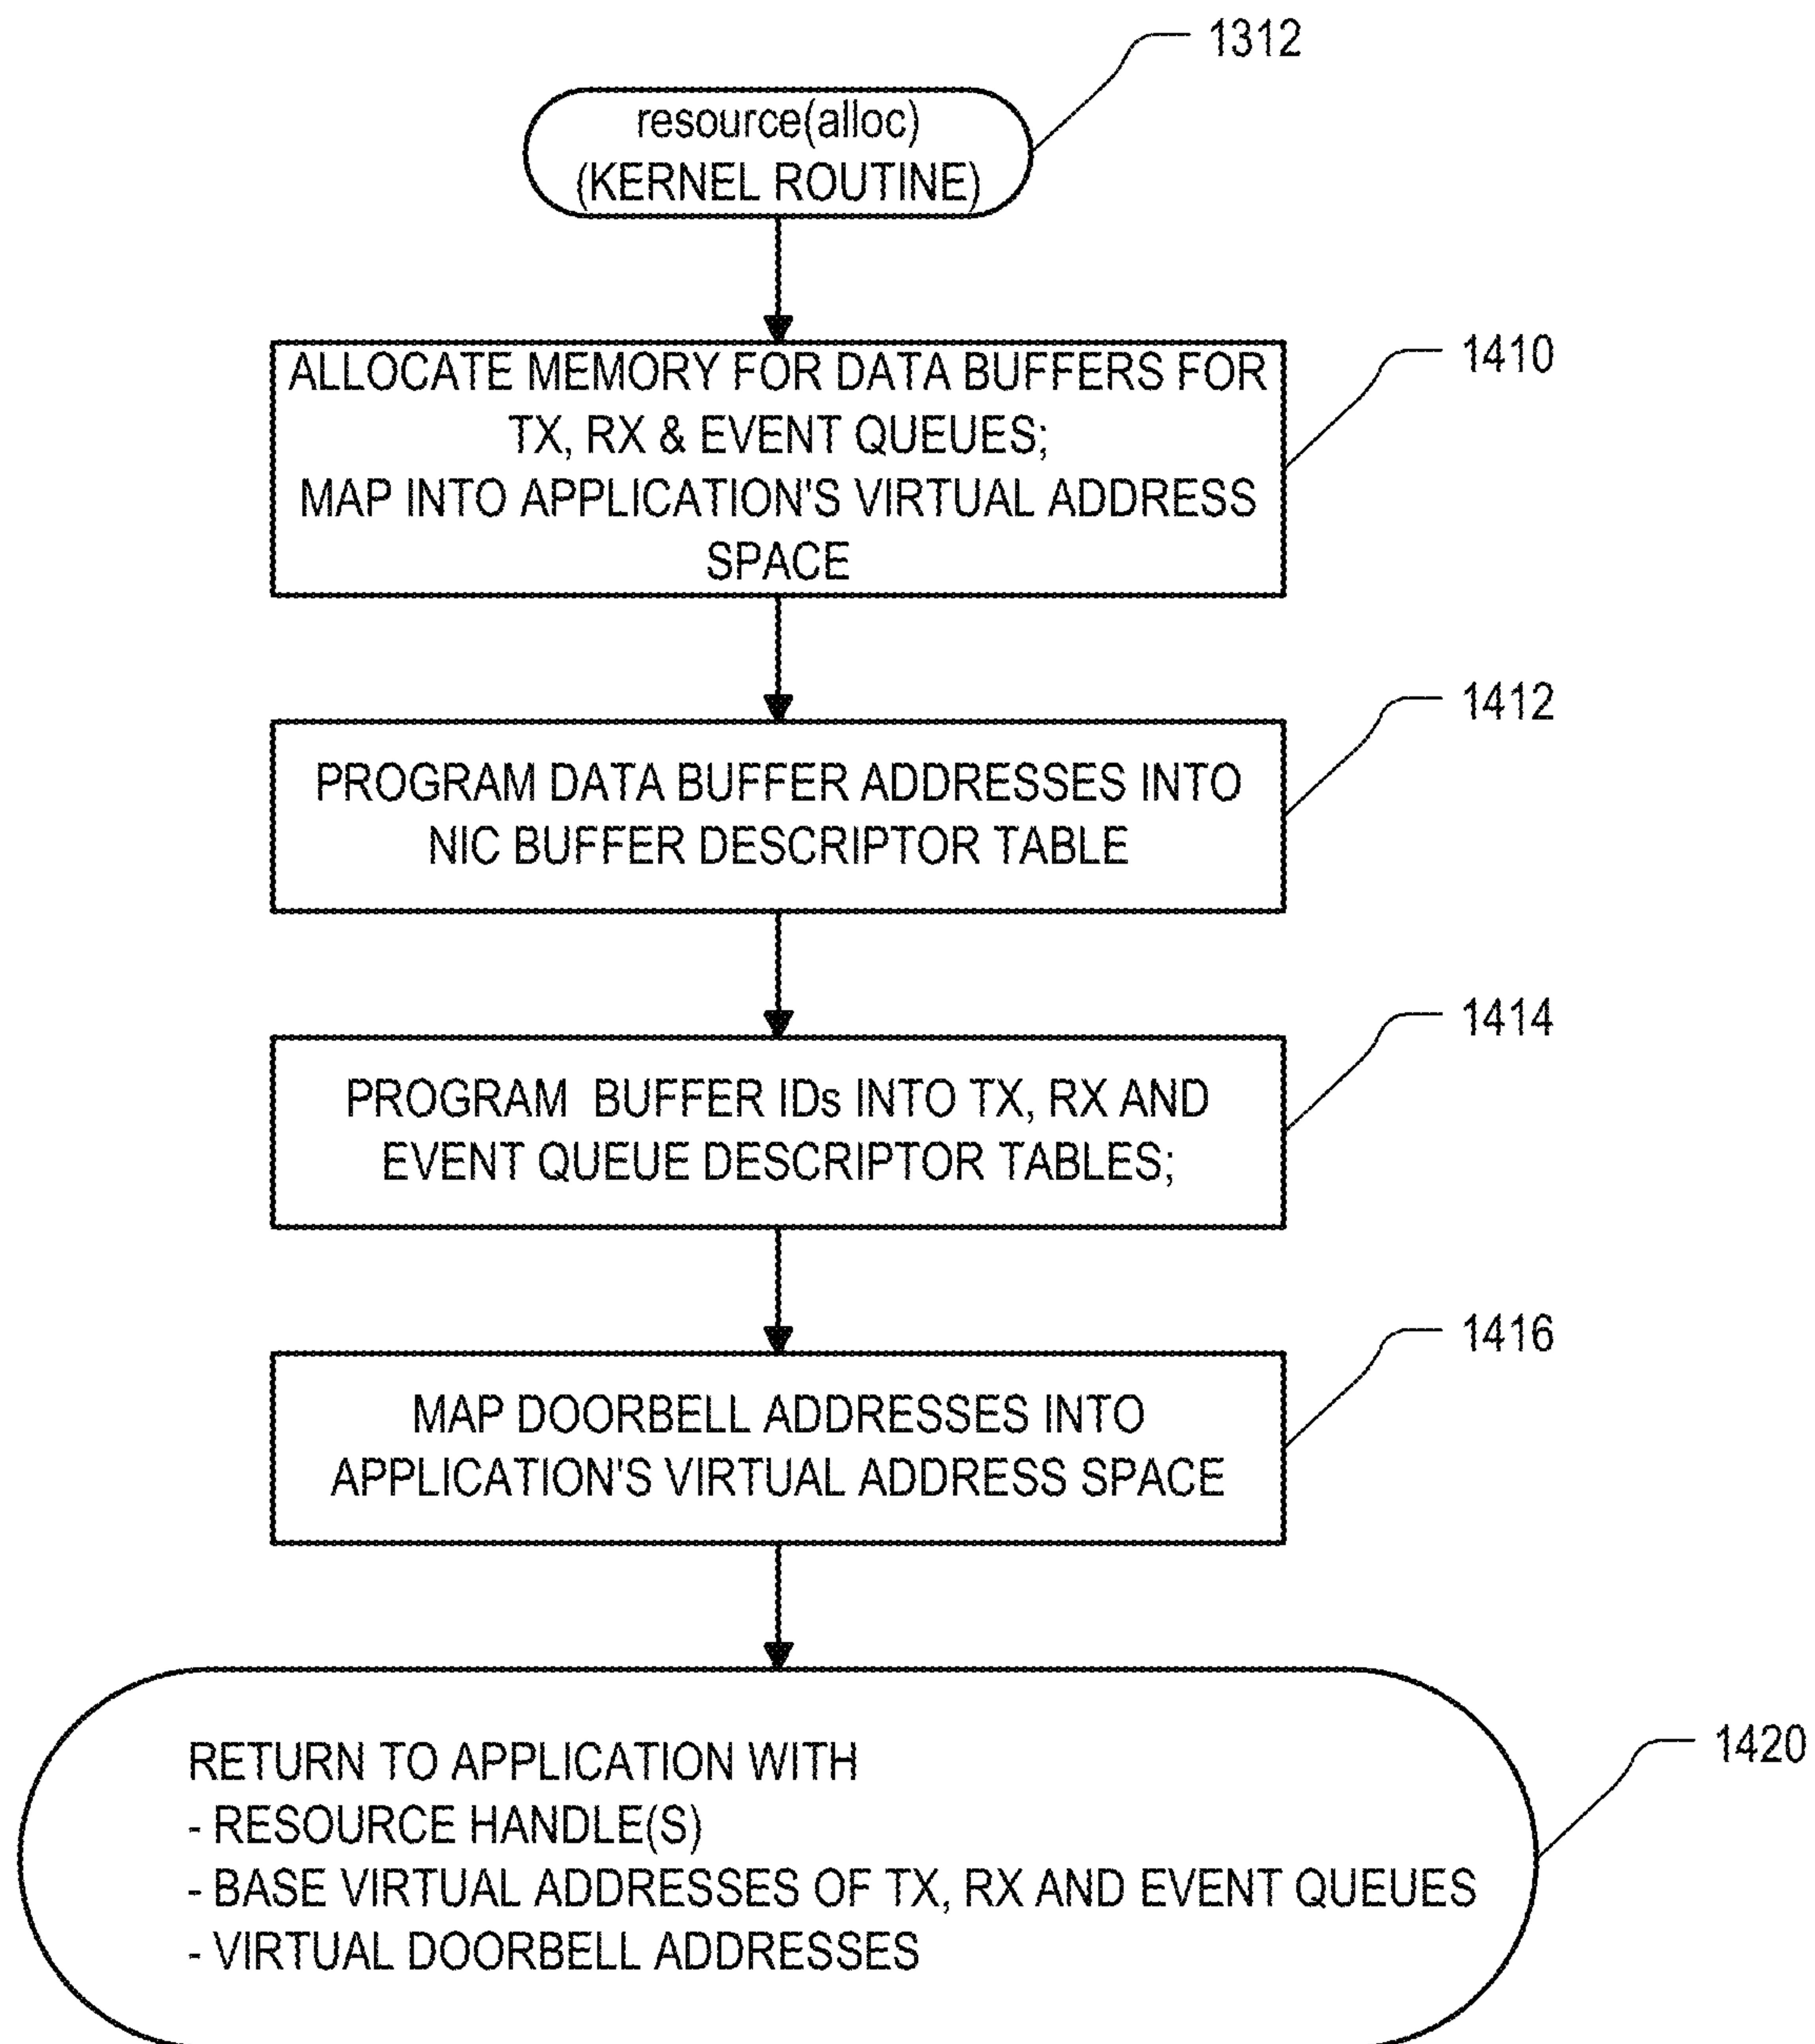 1312
resource(alloc)
(KERNEL ROUTINE)
1410
ALLOCATE MEMORY FOR DATA BUFFERS FOR
TX, RX & EVENT QUEUES;
MAP INTO APPLICATION'S VIRTUAL ADDRESS
SPACE
1412
PROGRAM DATA BUFFER ADDRESSES INTO
NIC BUFFER DESCRIPTOR TABLE
1414
PROGRAM BUFFER IDs INTO TX, RX AND
EVENT QUEUE DESCRIPTOR TABLES;
1416
MAP DOORBELL ADDRESSES INTO
APPLICATION'S VIRTUAL ADDRESS SPACE
1420
RETURN TO APPLICATION WITH
- RESOURCE HANDLE(S)
- BASE VIRTUAL ADDRESSES OF TX, RX AND EVENT QUEUES
- VIRTUAL DOORBELL ADDRESSES